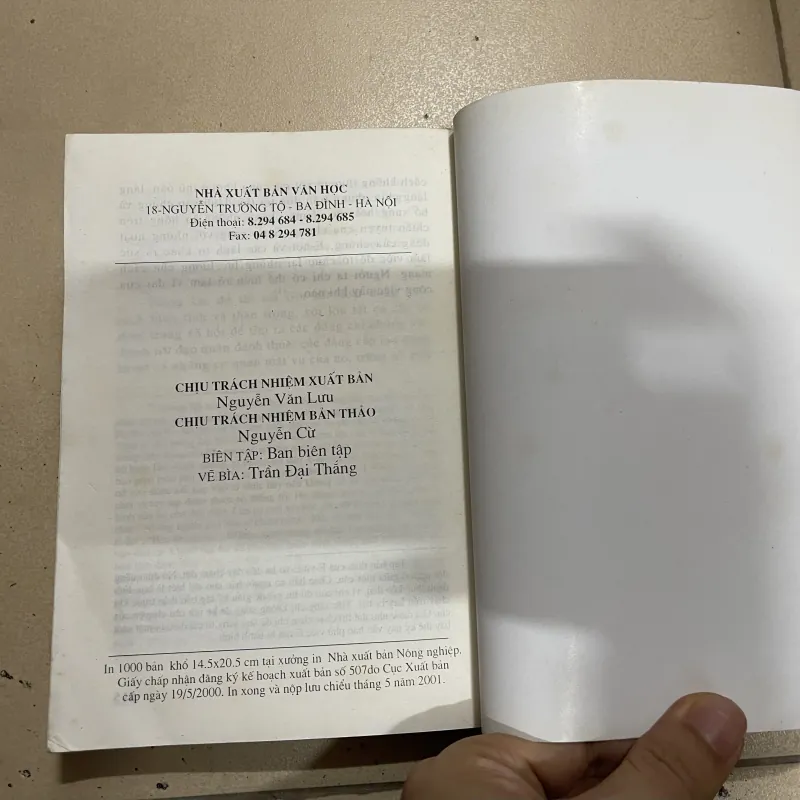 NHÀ XUẤT BẢN VĂN HỌC
18-NGUYỄN TRƯỜNG TỘ - BA ĐÌNH - HÀ NỘI
Điện thoại: 8.294 684 - 8.294 685
Fax: 04 8 294 781
CHỊU TRÁCH NHIỆM XUẤT BẢN
Nguyễn Văn Lưu
CHỊU TRÁCH NHIỆM BẢN THẢO
Nguyễn Cừ
BIÊN TẬP: Ban biên tập
VẼ BÌA: Trần Đại Thắng
In 1000 bản khổ 14.5x20.5 cm tại xưởng in Nhà xuất bản Nông nghiệp.
Giấy chấp nhận đăng ký kế hoạch xuất bản số 507do Cục Xuất bản
cấp ngày 19/5/2000. In xong và nộp lưu chiểu tháng 5 năm 2001.